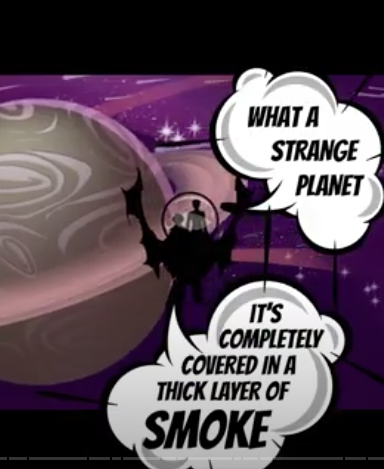 WHAT A
STRANGE
PLANET
IT'S
COMPLETELY
COVERED IN A
THICK LAYER OF
SMOKE